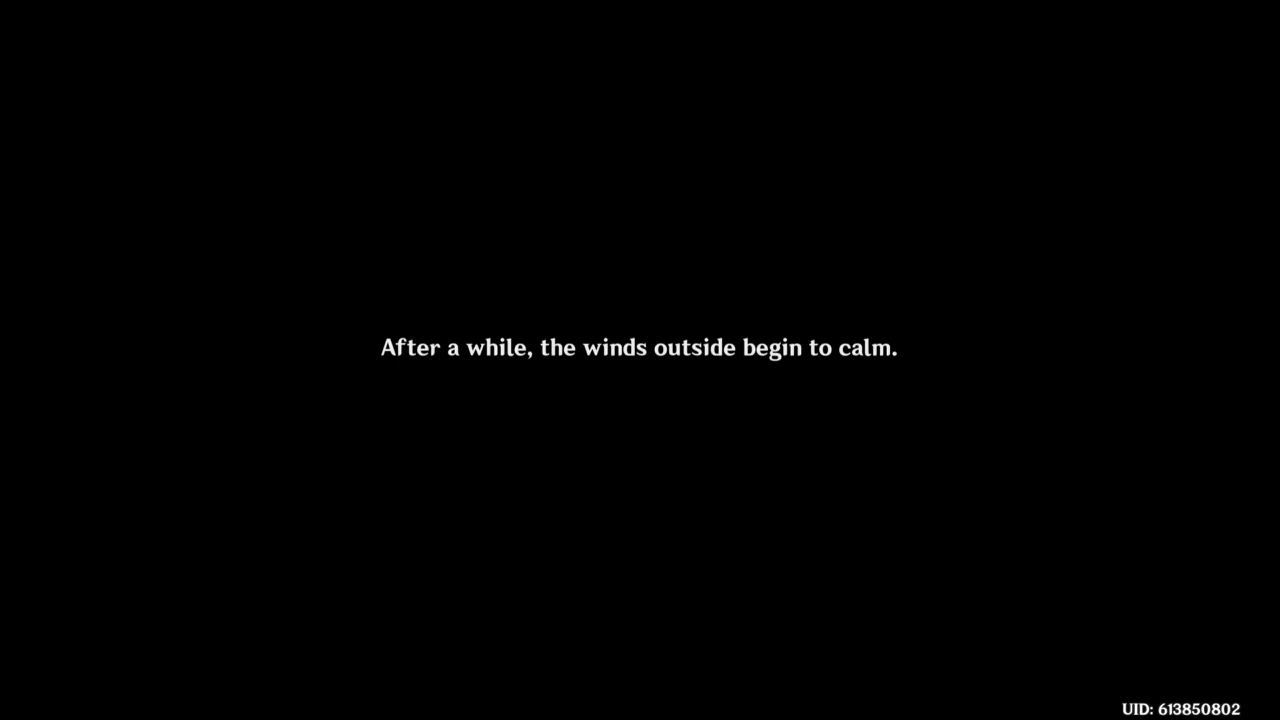 After a while, the winds outside begin to calm.
UID: 613850802